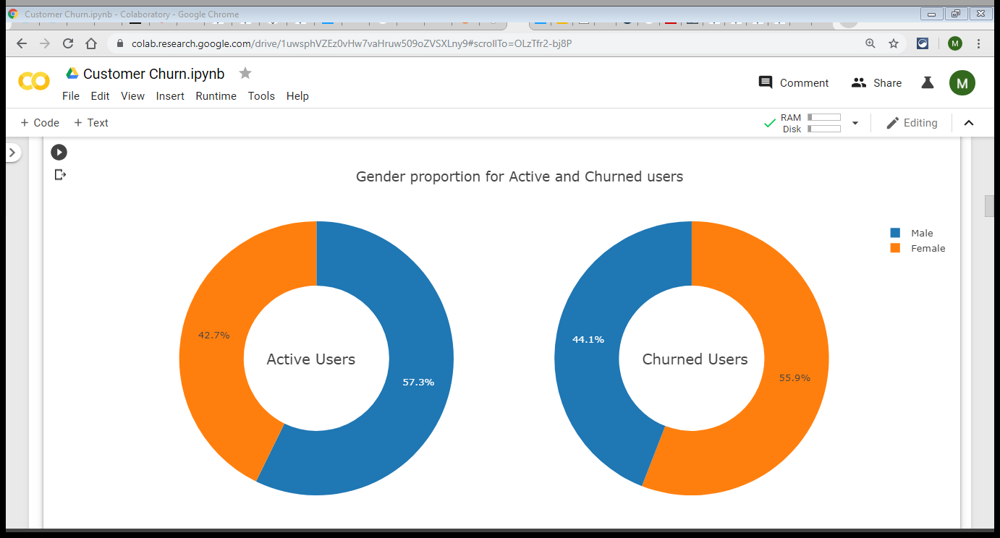 Customer Churn.ipynb - Colaboratory - Google Chrome
colab.research.google.com/drive/1uwsphVZEz0vHw7vaHruw509oZVSXLny9#scrollTo=OLzTfr2-bj8P
M
Customer Churn.ipynb
Comment
Share
M
File Edit View Insert Runtime Tools Help
+ Code + Text
RAM
Disk
Editing
Gender proportion for Active and Churned users
Male
Female
42.7%
Active Users
57.3%
44.1%
Churned Users
55.9%